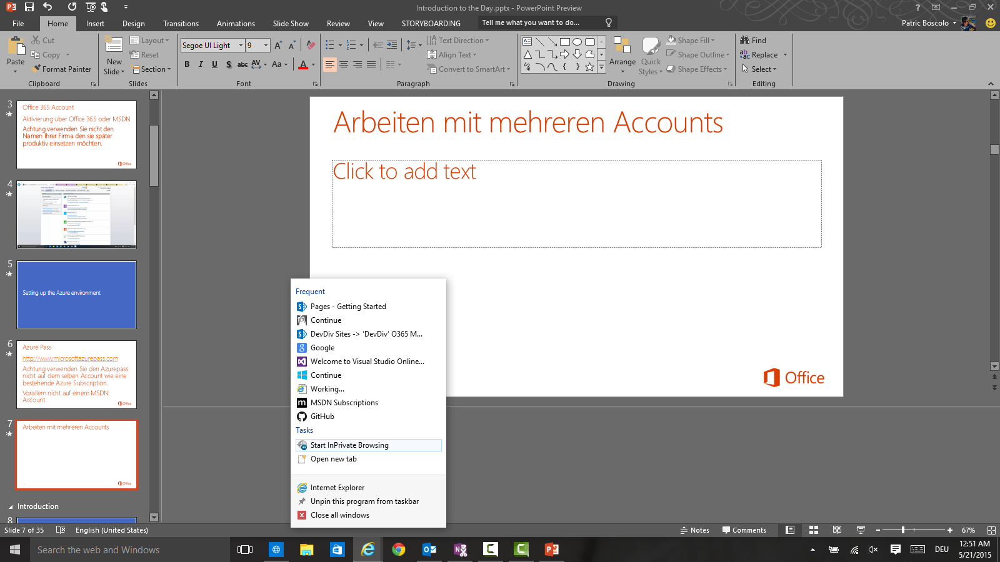 Introduction to the Day.pptx - PowerPoint Preview
File
Home
Insert
Design
Transitions
Animations
Slide Show
Review
View
STORYBOARDING
Tell me what you want to do...
Patric Boscolo
Paste
Cut
Copy
Format Painter
Clipboard
New
Slide
Layout
Reset
Section
Slides
Segoe UI Light
9
B I U S abc AV Aa A
Font
Text Direction
Align Text
Convert to SmartArt
Paragraph
Arrange
Quick
Styles
Shape Fill
Shape Outline
Shape Effects
Drawing
Find
Replace
Select
Editing
3
Office 365 Account
Aktivierung über Office 365 oder MSDN
Achtung verwenden Sie nicht den
Namen Ihrer Firma den sie später
produktiv einsetzen möchten.
Office
4
5
Setting up the Azure environment
6
Azure Pass
http://www.microsoftazurepass.com
Achtung verwenden Sie den Azurepass
nicht auf dem selben Account wie eine
bestehende Azure Subscription.
Vorallem nicht auf einem MSDN
Account.
Office
7
Arbeiten mit mehreren Accounts
Office
Introduction
8
Arbeiten mit mehreren Accounts
Click to add text
Office
Frequent
Pages - Getting Started
Continue
DevDiv Sites -> 'DevDiv' O365 M...
Google
Welcome to Visual Studio Online...
Continue
Working...
MSDN Subscriptions
GitHub
Tasks
Start InPrivate Browsing
Open new tab
Internet Explorer
Unpin this program from taskbar
Close all windows
Slide 7 of 35
English (United States)
Notes
Comments
67%
Search the web and Windows
DEU
12:51 AM
5/21/2015